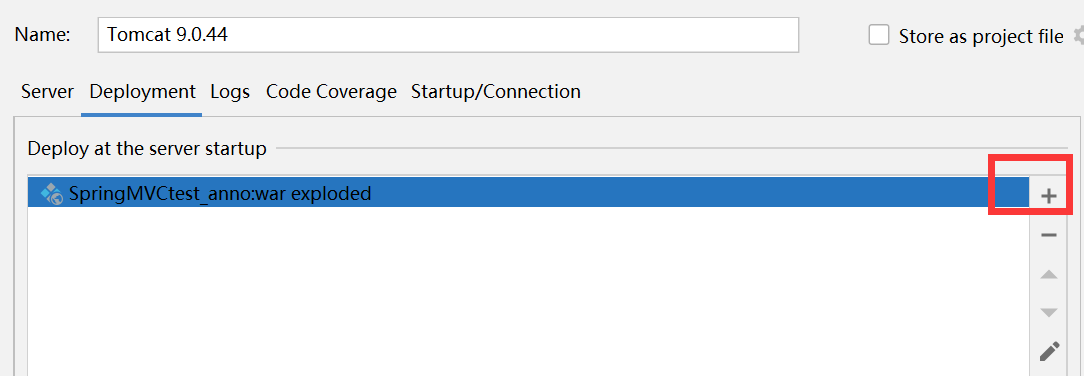 Name: Tomcat 9.0.44 Store as project file
Server Deployment Logs Code Coverage Startup/Connection
Deploy at the server startup
SpringMVCtest_anno:war exploded